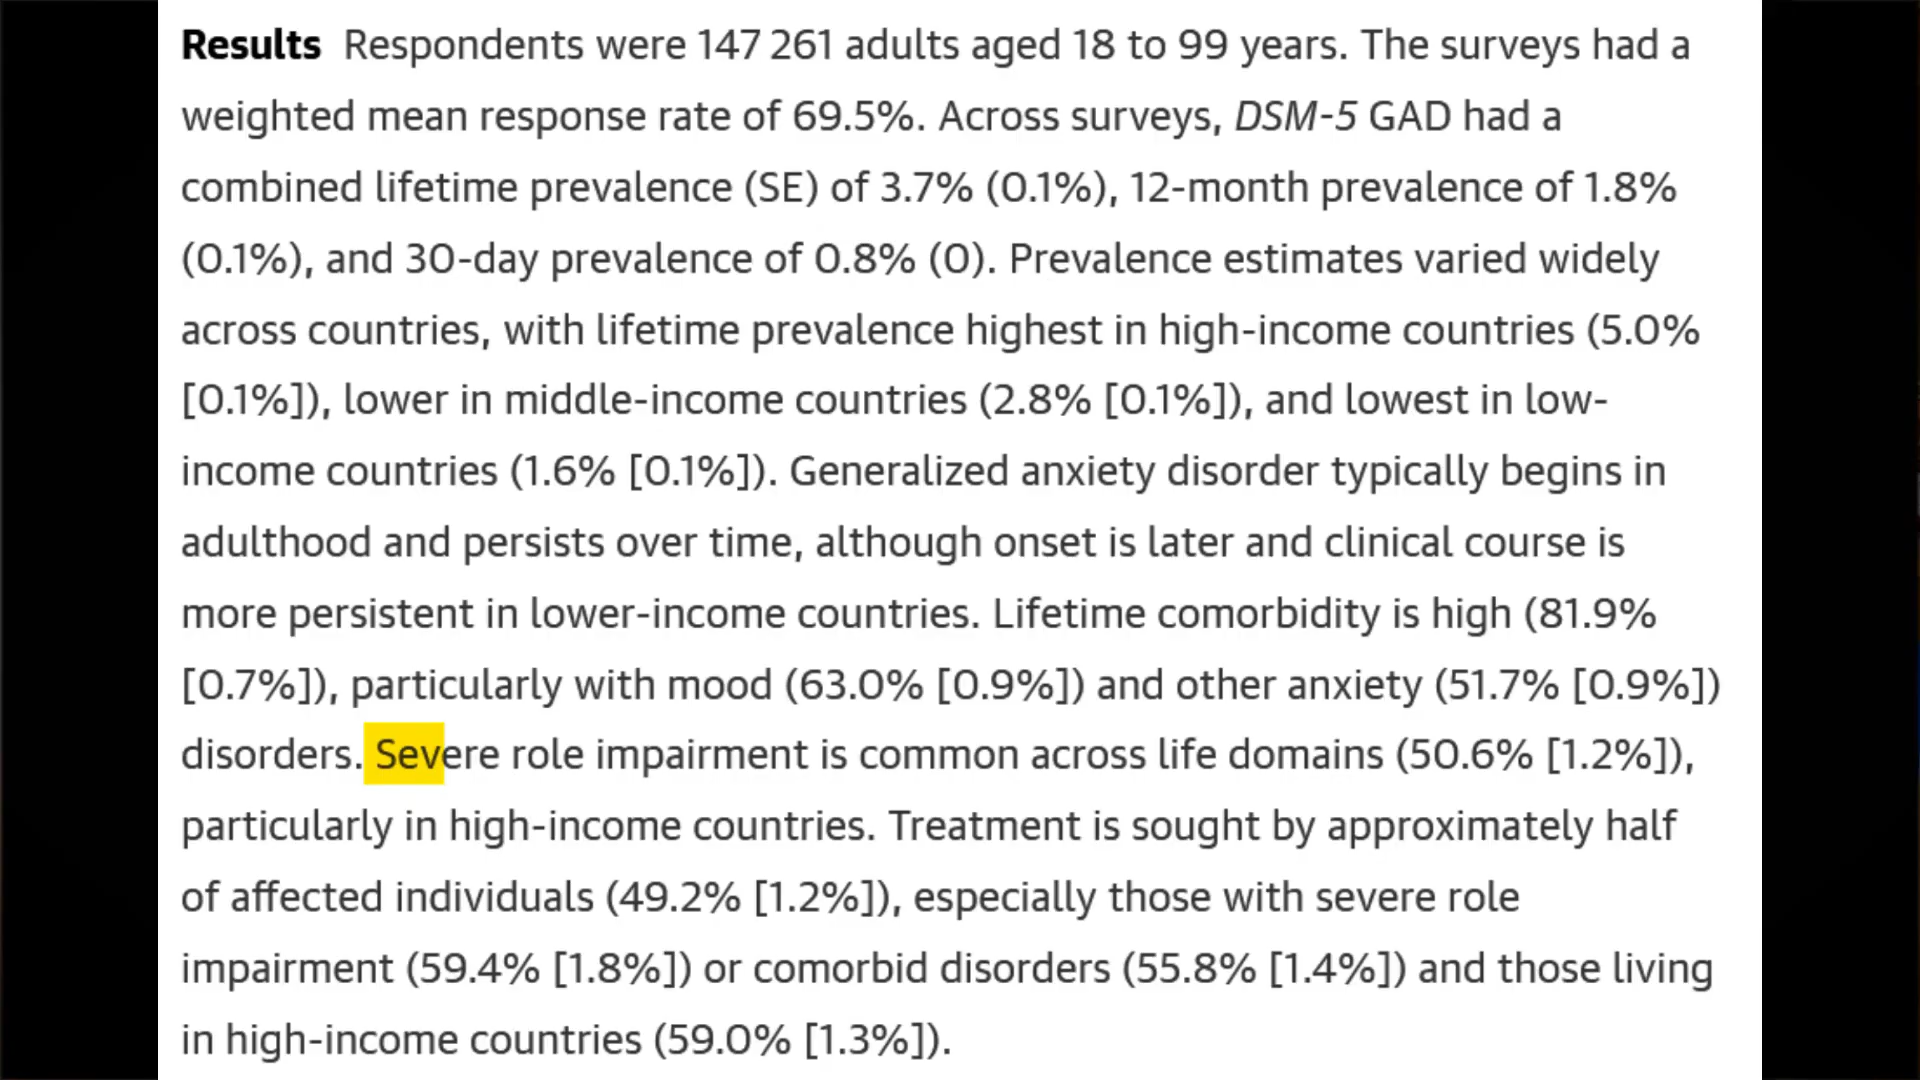 Results Respondents were 147 261 adults aged 18 to 99 years. The surveys had a
weighted mean response rate of 69.5%. Across surveys, DSM-5 GAD had a
combined lifetime prevalence (SE) of 3.7% (0.1%), 12-month prevalence of 1.8%
(0.1%), and 30-day prevalence of 0.8% (0). Prevalence estimates varied widely
across countries, with lifetime prevalence highest in high-income countries (5.0%
[0.1%]), lower in middle-income countries (2.8% [0.1%]), and lowest in low-
income countries (1.6% [0.1%]). Generalized anxiety disorder typically begins in
adulthood and persists over time, although onset is later and clinical course is
more persistent in lower-income countries. Lifetime comorbidity is high (81.9%
[0.7%]), particularly with mood (63.0% [0.9%]) and other anxiety (51.7% [0.9%])
disorders. Severe role impairment is common across life domains (50.6% [1.2%]),
particularly in high-income countries. Treatment is sought by approximately half
of affected individuals (49.2% [1.2%]), especially those with severe role
impairment (59.4% [1.8%]) or comorbid disorders (55.8% [1.4%]) and those living
in high-income countries (59.0% [1.3%]).